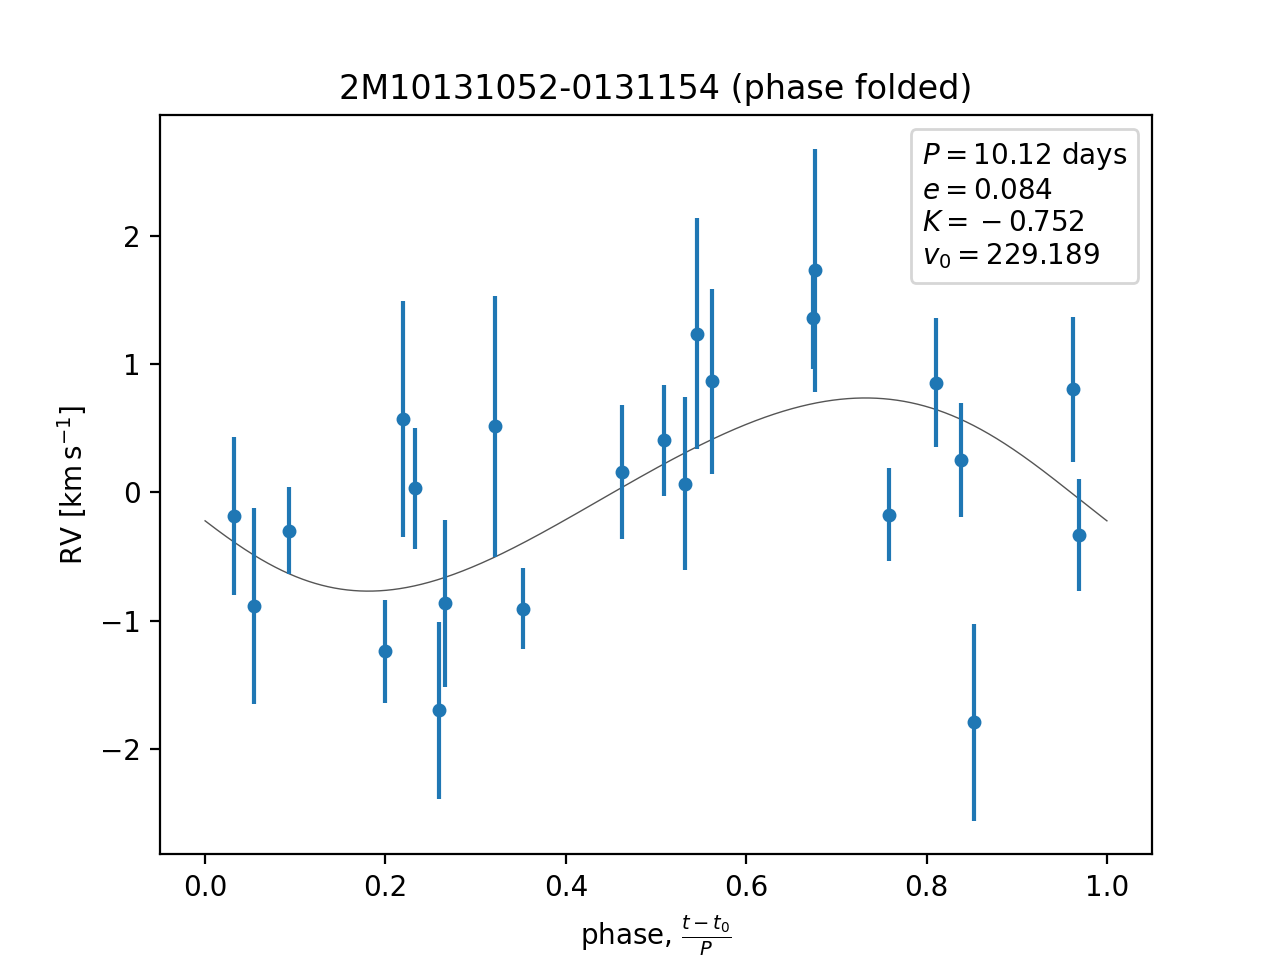 2M10131052-0131154 (phase folded)
P = 10.12 days
e = 0.084
K = −0.752
v₀ = 229.189
RV [km s⁻¹]
2
1
0
−1
−2
0.0 0.2 0.4 0.6 0.8 1.0
phase, (t − t₀)/P